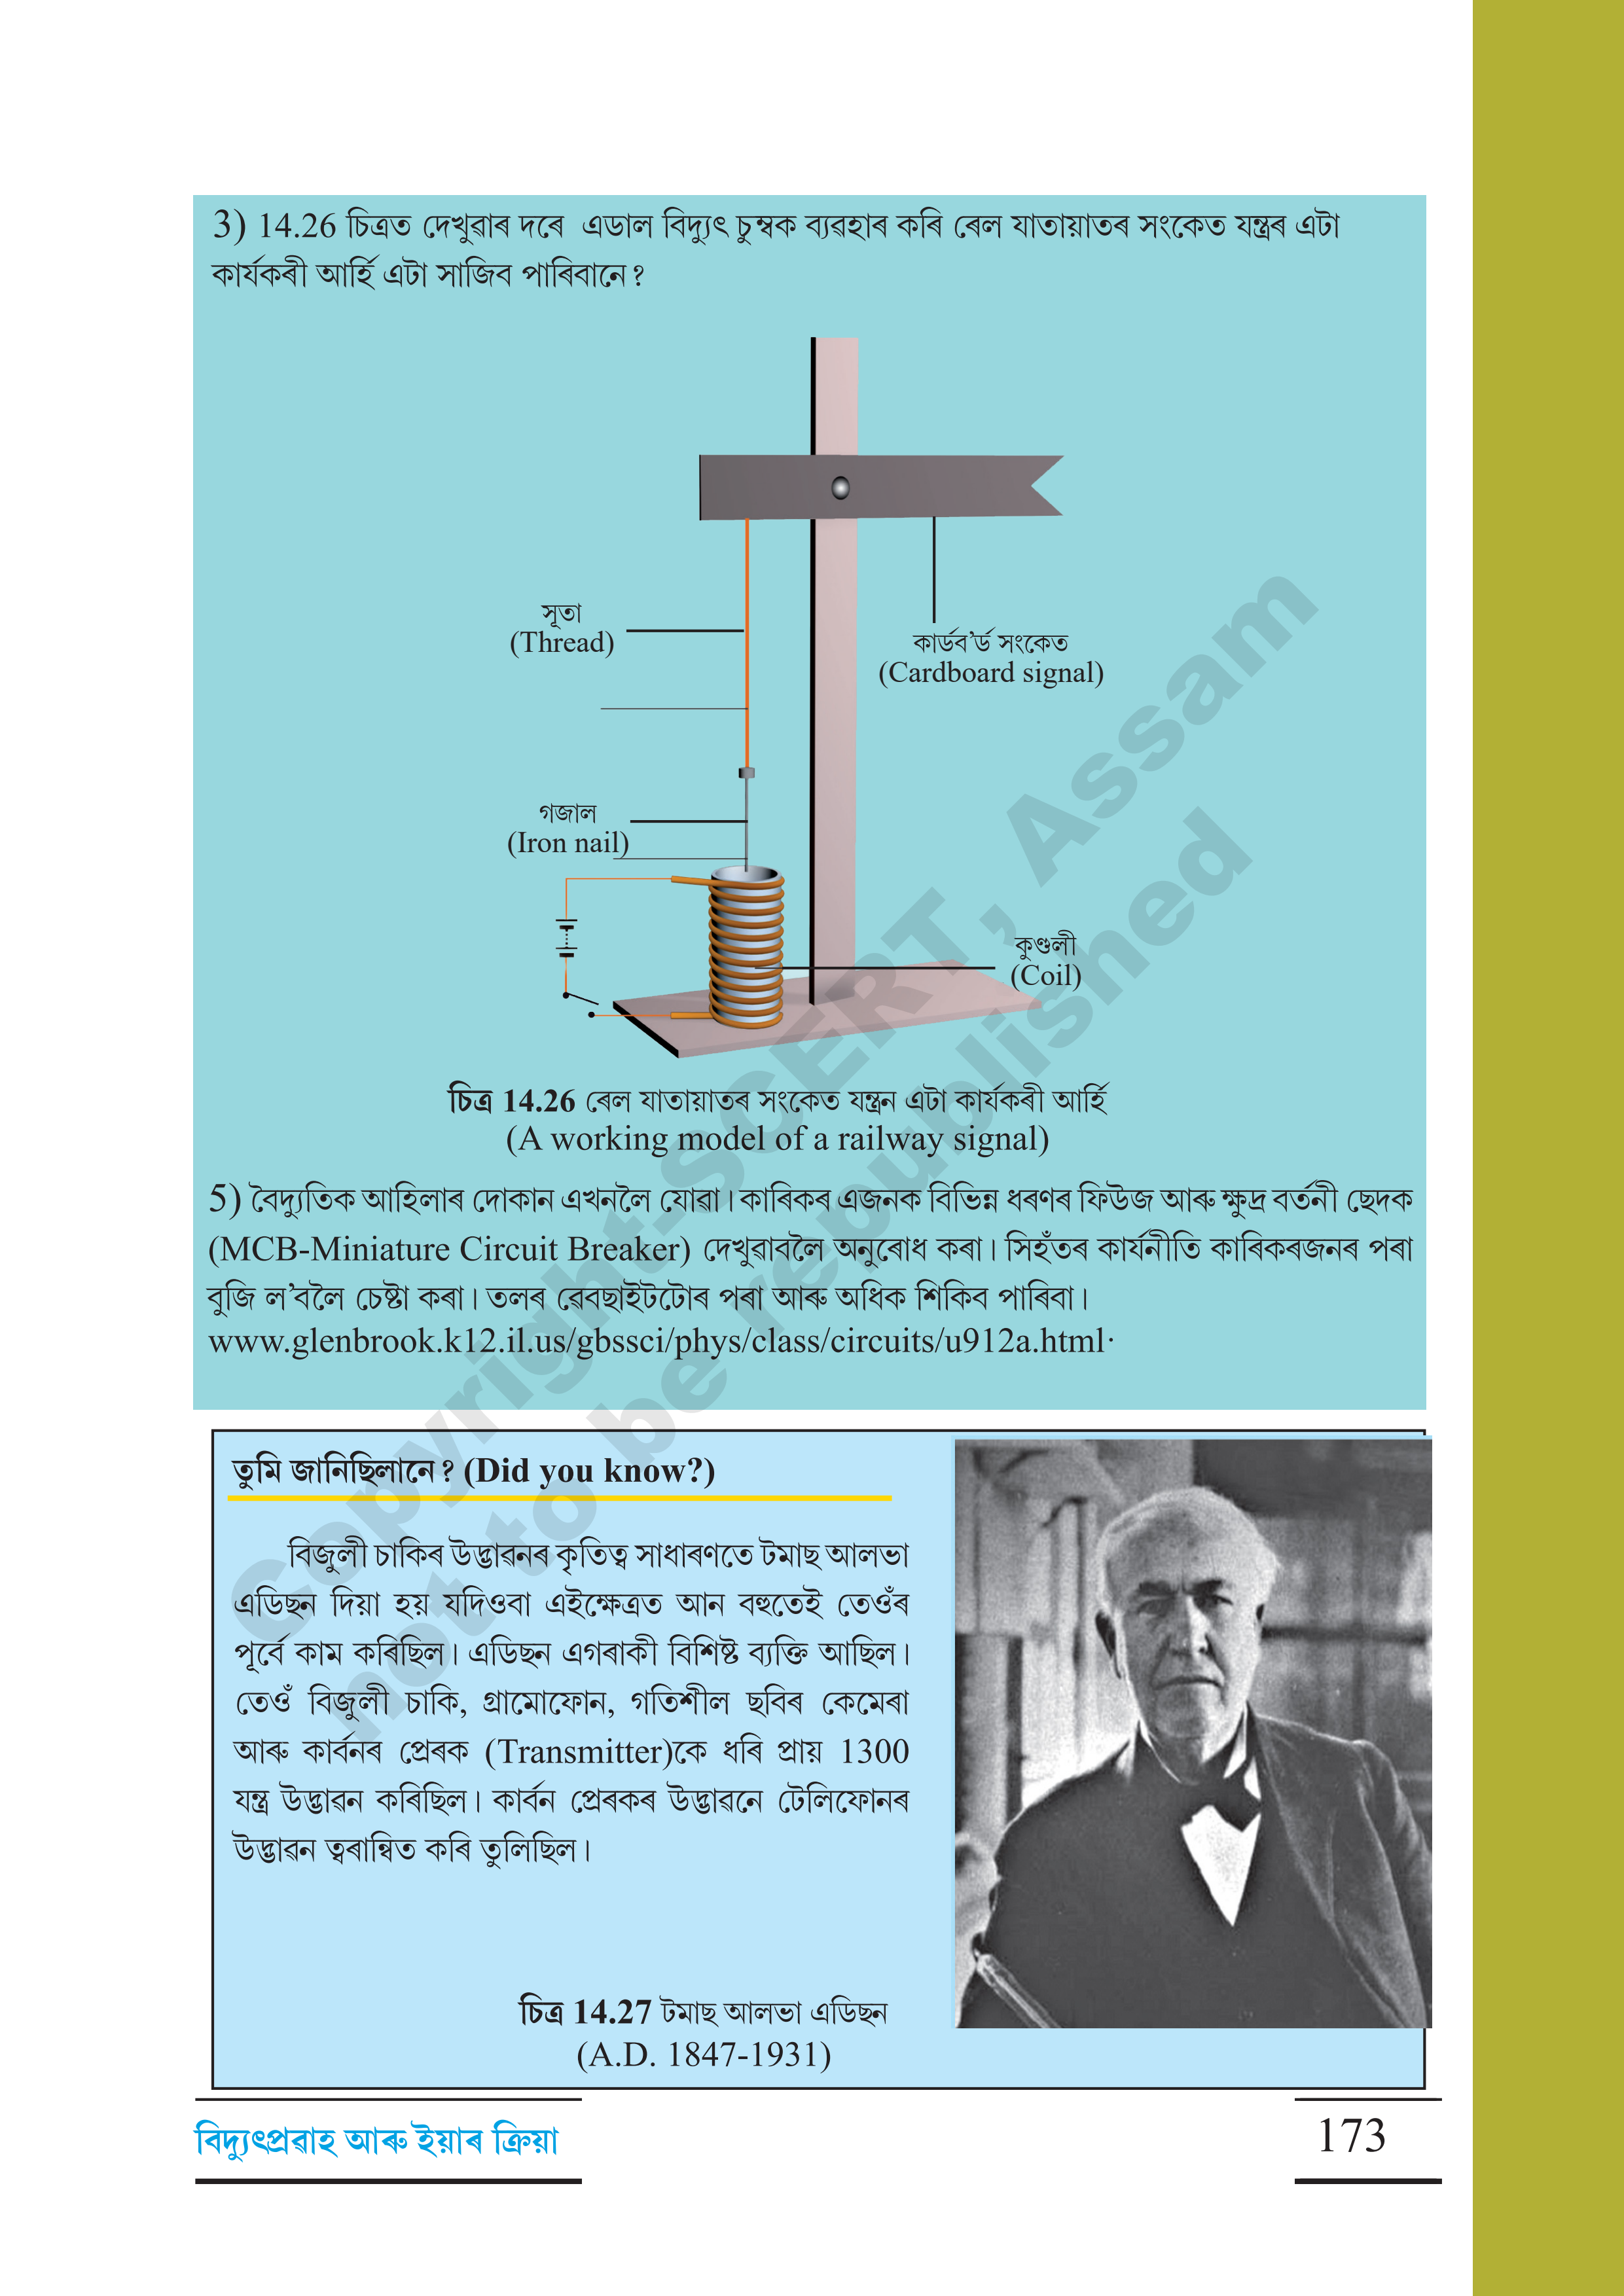 3) 14.26 চিত্ৰত দেখুৱাৰ দৰে এডাল বিদ্যুৎ চুম্বক ব্যৱহাৰ কৰি ৰেল যাতায়াতৰ সংকেত যন্ত্ৰৰ এটা
কাৰ্যকৰী আৰ্হি এটা সাজিব পাৰিবানে?
সূতা
(Thread)
কাৰ্ডব’ৰ্ড সংকেত
(Cardboard signal)
গজাল
(Iron nail)
কুণ্ডলী
(Coil)
চিত্ৰ 14.26 ৰেল যাতায়াতৰ সংকেত যন্ত্ৰন এটা কাৰ্যকৰী আৰ্হি
(A working model of a railway signal)
5) বৈদ্যুতিক আহিলাৰ দোকান এখনলৈ যোৱা। কাৰিকৰ এজনক বিভিন্ন ধৰণৰ ফিউজ আৰু ক্ষুদ্ৰ বৰ্তনী ছেদক
(MCB-Miniature Circuit Breaker) দেখুৱাবলৈ অনুৰোধ কৰা। সিহঁতৰ কাৰ্যনীতি কাৰিকৰজনৰ পৰা
বুজি ল’বলৈ চেষ্টা কৰা। তলৰ ৱেবছাইটটোৰ পৰা আৰু অধিক শিকিব পাৰিবা।
www.glenbrook.k12.il.us/gbssci/phys/class/circuits/u912a.html·
তুমি জানিছিলানে? (Did you know?)
বিজুলী চাকিৰ উদ্ভাৱনৰ কৃতিত্ব সাধাৰণতে টমাছ আলভা
এডিছন দিয়া হয় যদিওবা এইক্ষেত্ৰত আন বহুতেই তেওঁৰ
পূৰ্বে কাম কৰিছিল। এডিছন এগৰাকী বিশিষ্ট ব্যক্তি আছিল।
তেওঁ বিজুলী চাকি, গ্ৰামোফোন, গতিশীল ছবিৰ কেমেৰা
আৰু কাৰ্বনৰ প্ৰেৰক (Transmitter)কে ধৰি প্ৰায় 1300
যন্ত্ৰ উদ্ভাৱন কৰিছিল। কাৰ্বন প্ৰেৰকৰ উদ্ভাৱনে টেলিফোনৰ
উদ্ভাৱন ত্বৰান্বিত কৰি তুলিছিল।
চিত্ৰ 14.27 টমাছ আলভা এডিছন
(A.D. 1847-1931)
বিদ্যুৎপ্ৰৱাহ আৰু ইয়াৰ ক্ৰিয়া
173
Copyright-SCERT, Assam
not to be republished